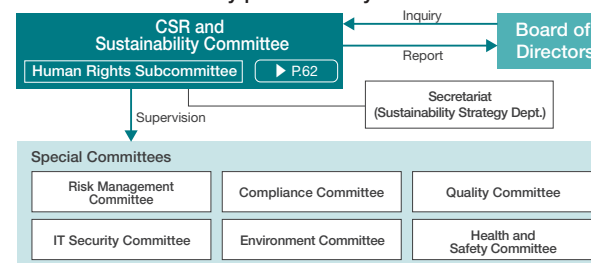 CSR and
Sustainability Committee
Human Rights Subcommittee
▶ P.62
Inquiry
Report
Board of
Directors
Secretariat
(Sustainability Strategy Dept.)
Supervision
Special Committees
Risk Management
Committee
Compliance Committee
Quality Committee
IT Security Committee
Environment Committee
Health and
Safety Committee